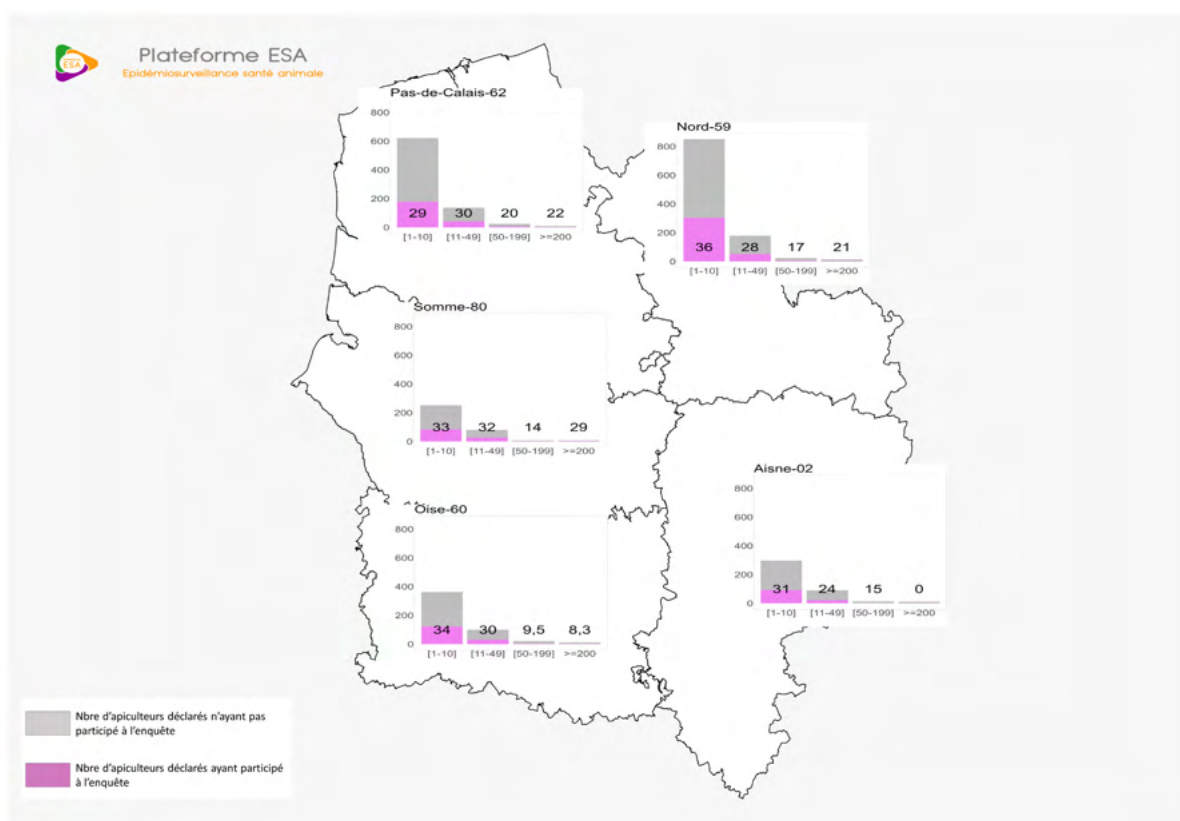 Plateforme ESA
ESA
Epidémiosurveillance santé animale
Pas-de-Calais-62
800
600
400
200
0
29 30 20 22
[1-10] [11-49] [50-199] >=200
Nord-59
800
600
400
200
0
36 28 17 21
[1-10] [11-49] [50-199] >=200
Somme-80
800
600
400
200
0
33 32 14 29
[1-10] [11-49] [50-199] >=200
Aisne-02
800
600
400
200
0
31 24 15 0
[1-10] [11-49] [50-199] >=200
Oise-60
800
600
400
200
0
34 30 9,5 8,3
[1-10] [11-49] [50-199] >=200
Nbre d'apiculteurs déclarés n'ayant pas
participé à l'enquête
Nbre d'apiculteurs déclarés ayant participé
à l'enquête